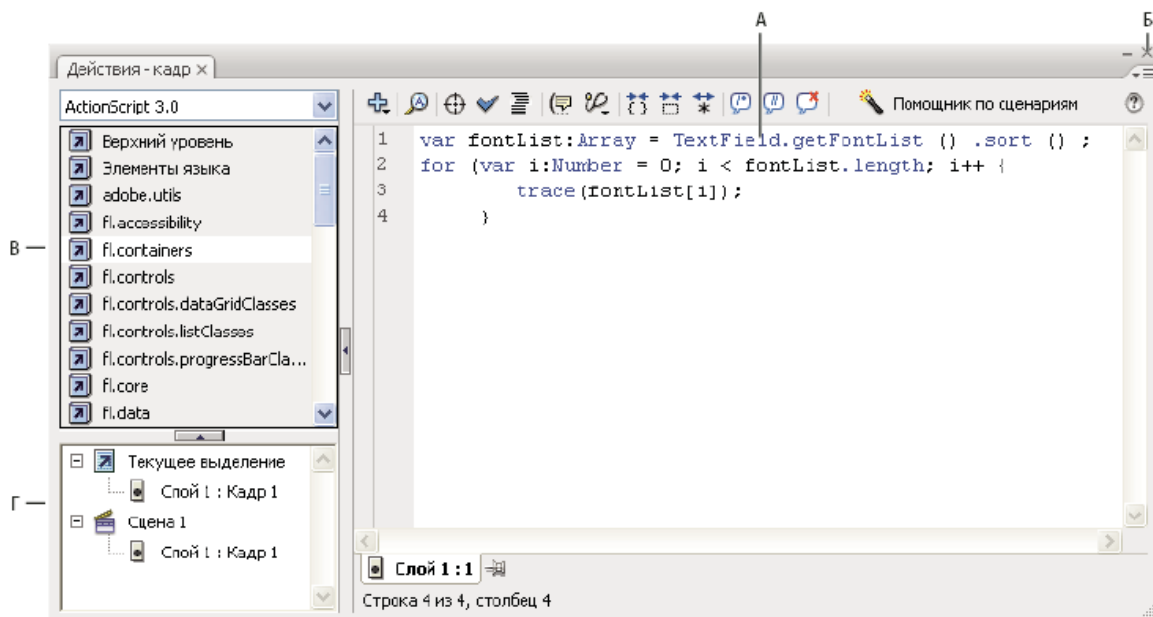 А
Б
Действия - кадр ×
ActionScript 3.0
Помощник по сценариям
Верхний уровень
Элементы языка
adobe.utils
fl.accessibility
fl.containers
fl.controls
fl.controls.dataGridClasses
fl.controls.listClasses
fl.controls.progressBarCla...
fl.core
fl.data
В
1 var fontList:Array = TextField.getFontList () .sort () ;
2 for (var i:Number = 0; i < fontList.length; i++ {
3 trace(fontList[i]);
4 }
Г
Текущее выделение
Слой 1 : Кадр 1
Сцена 1
Слой 1 : Кадр 1
Слой 1 : 1
Строка 4 из 4, столбец 4